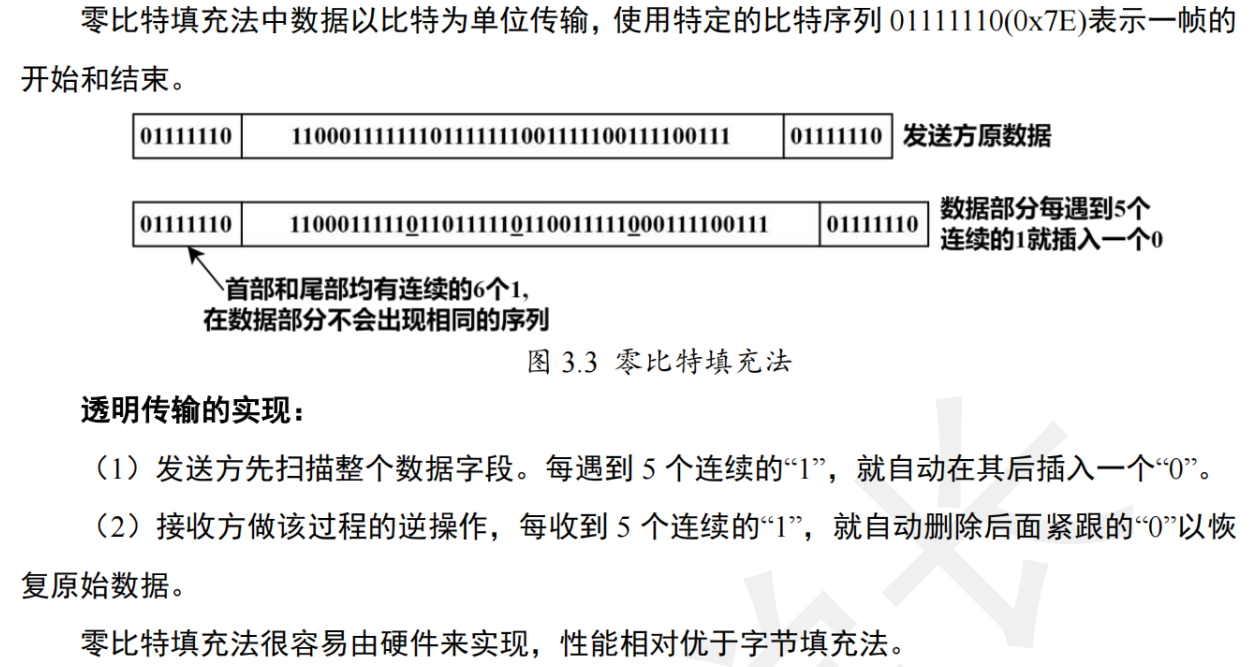 零比特填充法中数据以比特为单位传输，使用特定的比特序列 01111110(0x7E)表示一帧的
开始和结束。
01111110 11000111111101111111001111100111100111 01111110 发送方原数据
01111110 11000111110110111110110011111000111100111 01111110 数据部分每遇到5个
连续的1就插入一个0
首部和尾部均有连续的6个1,
在数据部分不会出现相同的序列
图 3.3 零比特填充法
透明传输的实现：
（1）发送方先扫描整个数据字段。每遇到 5 个连续的“1”，就自动在其后插入一个“0”。
（2）接收方做该过程的逆操作，每收到 5 个连续的“1”，就自动删除后面紧跟的“0”以恢
复原始数据。
零比特填充法很容易由硬件来实现，性能相对优于字节填充法。